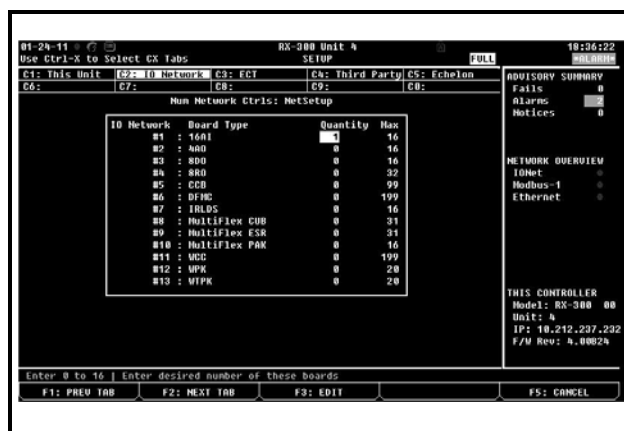 01-24-11 RX-300 Unit 4 18:36:22
Use Ctrl-X to Select CX Tabs SETUP FULL *ALARM*
C1: This Unit C2: IO Network C3: ECT C4: Third Party C5: Echelon
C6: C7: C8: C9: C0:
Num Network Ctrls: NetSetup
IO Network Board Type Quantity Max
#1 : 16AI 1 16
#2 : 4AO 0 16
#3 : 8DO 0 16
#4 : 8RO 0 32
#5 : CCB 0 99
#6 : DFMC 0 199
#7 : IRLDS 0 16
#8 : MultiFlex CUB 0 31
#9 : MultiFlex ESR 0 31
#10 : MultiFlex PAK 0 16
#11 : WCC 0 199
#12 : WPK 0 20
#13 : WTPK 0 20
ADVISORY SUMMARY
Fails 0
Alarms 2
Notices 0
NETWORK OVERVIEW
IONet
Modbus-1
Ethernet
THIS CONTROLLER
Model: RX-300 00
Unit: 4
IP: 10.212.237.232
F/W Rev: 4.00B24
Enter 0 to 16 | Enter desired number of these boards
F1: PREV TAB F2: NEXT TAB F3: EDIT F5: CANCEL